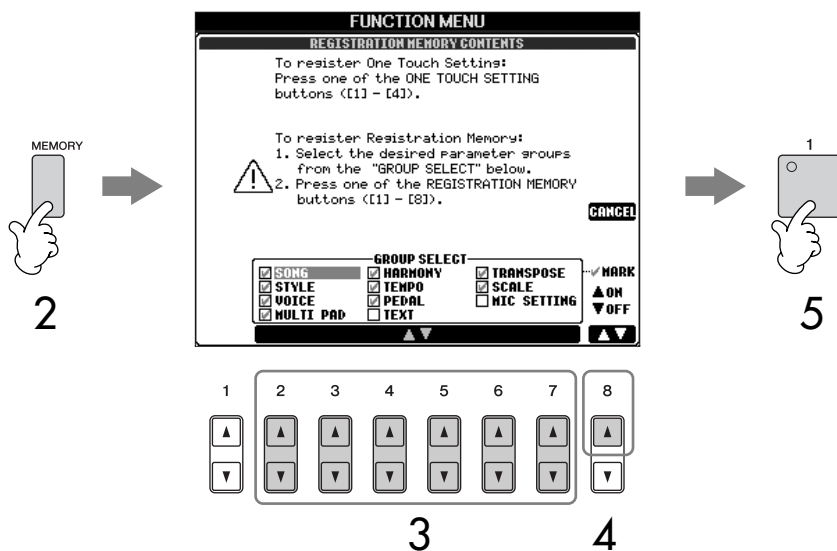 FUNCTION MENU
REGISTRATION MEMORY CONTENTS
To register One Touch Setting:
Press one of the ONE TOUCH SETTING
buttons ([1] - [4]).
To register Registration Memory:
1. Select the desired parameter groups
from the "GROUP SELECT" below.
2. Press one of the REGISTRATION MEMORY
buttons ([1] - [8]).
CANCEL
GROUP SELECT
SONG HARMONY TRANSPOSE MARK
STYLE TEMPO SCALE ▲ON
VOICE PEDAL MIC SETTING ▼OFF
MULTI PAD TEXT
▲▼ ▲▼
MEMORY
2
1
5
1 2 3 4 5 6 7 8
▲ ▲ ▲ ▲ ▲ ▲ ▲ ▲
▼ ▼ ▼ ▼ ▼ ▼ ▼ ▼
3 4